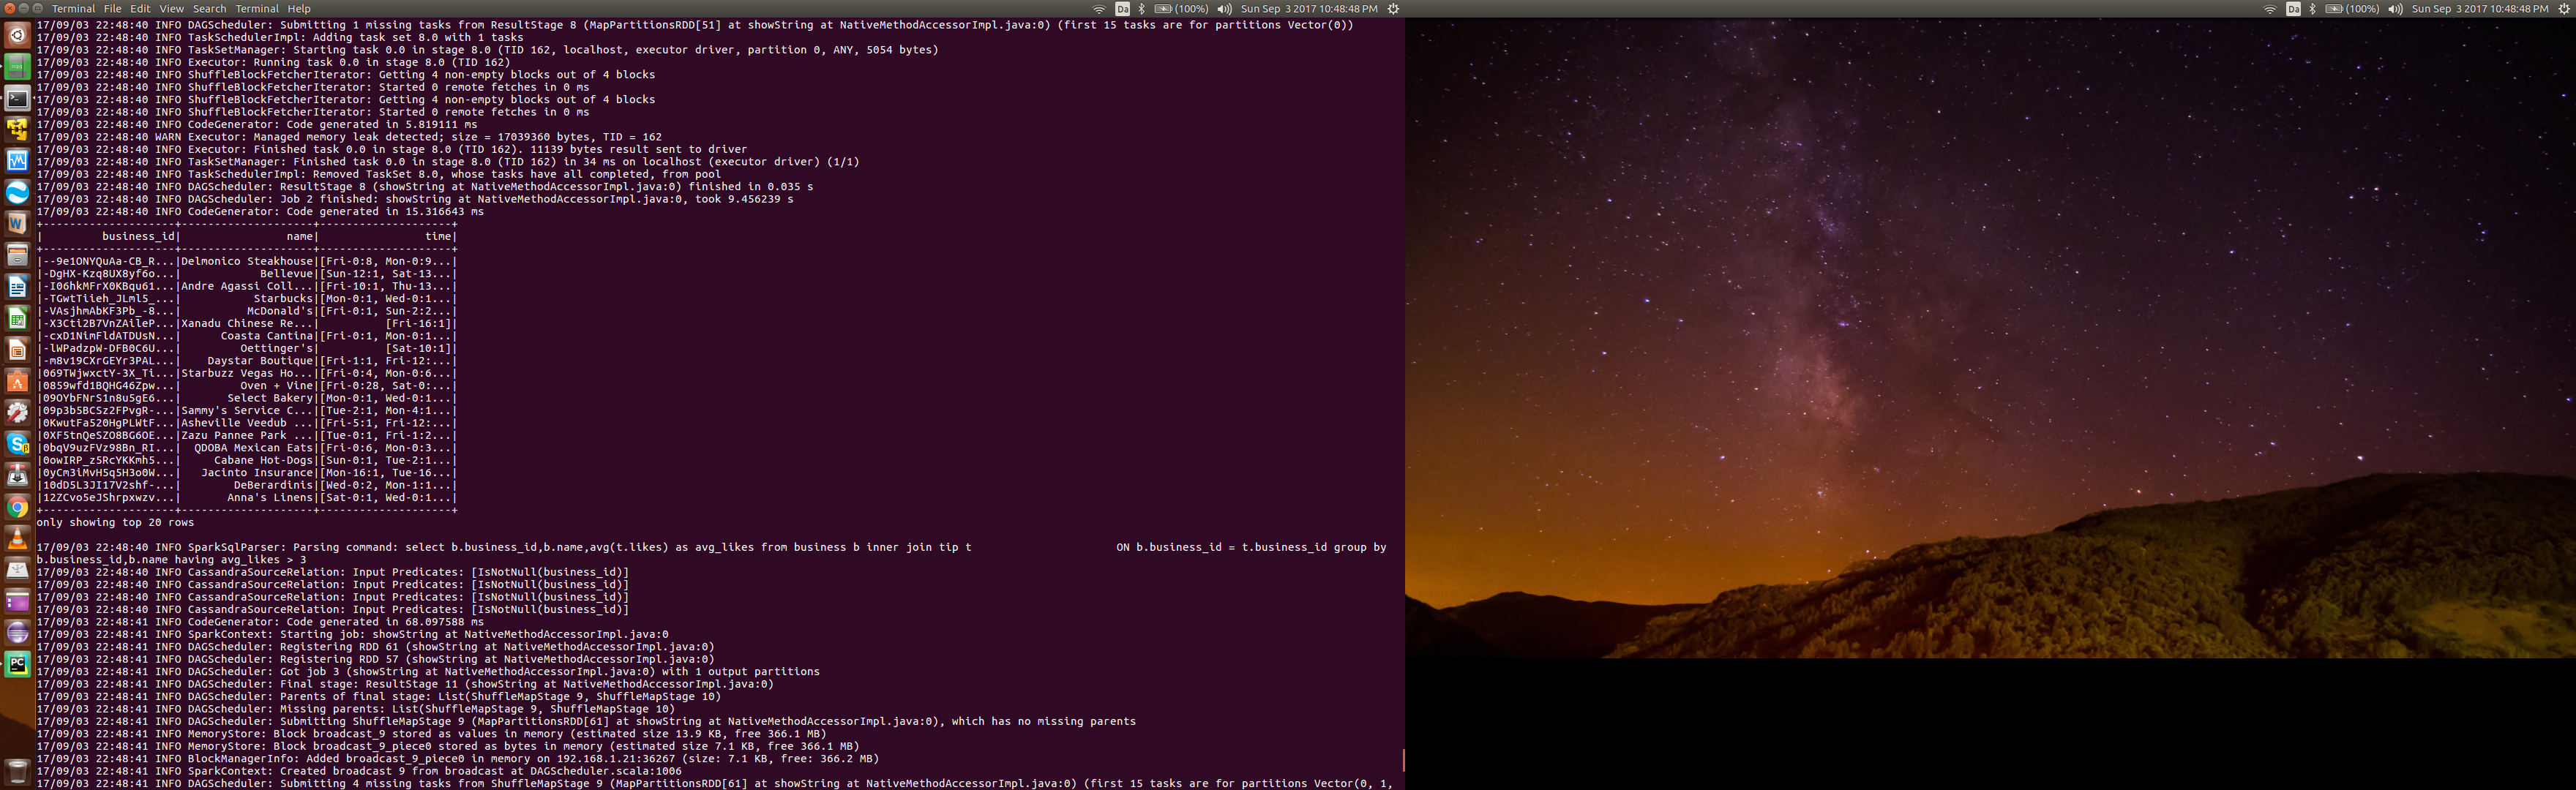 Terminal File Edit View Search Terminal Help Da (100%) Sun Sep 3 2017 10:48:48 PM Da (100%) Sun Sep 3 2017 10:48:48 PM
17/09/03 22:48:40 INFO DAGScheduler: Submitting 1 missing tasks from ResultStage 8 (MapPartitionsRDD[51] at showString at NativeMethodAccessorImpl.java:0) (first 15 tasks are for partitions Vector(0))
17/09/03 22:48:40 INFO TaskSchedulerImpl: Adding task set 8.0 with 1 tasks
17/09/03 22:48:40 INFO TaskSetManager: Starting task 0.0 in stage 8.0 (TID 162, localhost, executor driver, partition 0, ANY, 5054 bytes)
17/09/03 22:48:40 INFO Executor: Running task 0.0 in stage 8.0 (TID 162)
17/09/03 22:48:40 INFO ShuffleBlockFetcherIterator: Getting 4 non-empty blocks out of 4 blocks
17/09/03 22:48:40 INFO ShuffleBlockFetcherIterator: Started 0 remote fetches in 0 ms
17/09/03 22:48:40 INFO ShuffleBlockFetcherIterator: Getting 4 non-empty blocks out of 4 blocks
17/09/03 22:48:40 INFO ShuffleBlockFetcherIterator: Started 0 remote fetches in 0 ms
17/09/03 22:48:40 INFO CodeGenerator: Code generated in 5.819111 ms
17/09/03 22:48:40 WARN Executor: Managed memory leak detected; size = 17039360 bytes, TID = 162
17/09/03 22:48:40 INFO Executor: Finished task 0.0 in stage 8.0 (TID 162). 11139 bytes result sent to driver
17/09/03 22:48:40 INFO TaskSetManager: Finished task 0.0 in stage 8.0 (TID 162) in 34 ms on localhost (executor driver) (1/1)
17/09/03 22:48:40 INFO TaskSchedulerImpl: Removed TaskSet 8.0, whose tasks have all completed, from pool
17/09/03 22:48:40 INFO DAGScheduler: ResultStage 8 (showString at NativeMethodAccessorImpl.java:0) finished in 0.035 s
17/09/03 22:48:40 INFO DAGScheduler: Job 2 finished: showString at NativeMethodAccessorImpl.java:0, took 9.456239 s
17/09/03 22:48:40 INFO CodeGenerator: Code generated in 15.316643 ms
+--------------------+--------------------+--------------------+
| business_id| name| time|
+--------------------+--------------------+--------------------+
|--9e1ONYQuAa-CB_R...|Delmonico Steakhouse|[Fri-0:8, Mon-0:9...|
|-DgHX-Kzq8UX8yf6o...| Bellevue|[Sun-12:1, Sat-13...|
|-I06hkMFrX0KBqu61...|Andre Agassi Coll...|[Fri-10:1, Thu-13...|
|-TGwtTiieh_JLml5_...| Starbucks|[Mon-0:1, Wed-0:1...|
|-VAsjhmAbKF3Pb_-8...| McDonald's|[Fri-0:1, Sun-2:2...|
|-X3Cti2B7VnZAileP...|Xanadu Chinese Re...| [Fri-16:1]|
|-cxD1NimFldATDUsN...| Coasta Cantina|[Fri-0:1, Mon-0:1...|
|-lWPadzpW-DFB0C6U...| Oettinger's| [Sat-10:1]|
|-m8v19CXrGEYr3PAL...| Daystar Boutique|[Fri-1:1, Fri-12:...|
|069TWjwxctY-3X_Ti...|Starbuzz Vegas Ho...|[Fri-0:4, Mon-0:6...|
|0859wfd1BQHG46Zpw...| Oven + Vine|[Fri-0:28, Sat-0:...|
|09OYbFNrS1n8u5gE6...| Select Bakery|[Mon-0:1, Wed-0:1...|
|09p3b5BCSz2FPvgR-...|Sammy's Service C...|[Tue-2:1, Mon-4:1...|
|0KwutFa520HgPLWtF...|Asheville Veedub ...|[Fri-5:1, Fri-12:...|
|0XF5tnQeSZO8BG6OE...|Zazu Pannee Park ...|[Tue-0:1, Fri-1:2...|
|0bqV9uzFVz98Bn_RI...| QDOBA Mexican Eats|[Fri-0:6, Mon-0:3...|
|0owIRP_z5RcYKKmh5...| Cabane Hot-Dogs|[Sun-0:1, Tue-2:1...|
|0yCm3iMvH5q5H3o0W...| Jacinto Insurance|[Mon-16:1, Tue-16...|
|10dD5L3JI17V2shf-...| DeBerardinis|[Wed-0:2, Mon-1:1...|
|12ZCvo5eJShrpxwzv...| Anna's Linens|[Sat-0:1, Wed-0:1...|
+--------------------+--------------------+--------------------+
only showing top 20 rows
17/09/03 22:48:40 INFO SparkSqlParser: Parsing command: select b.business_id,b.name,avg(t.likes) as avg_likes from business b inner join tip t ON b.business_id = t.business_id group by
b.business_id,b.name having avg_likes > 3
17/09/03 22:48:40 INFO CassandraSourceRelation: Input Predicates: [IsNotNull(business_id)]
17/09/03 22:48:40 INFO CassandraSourceRelation: Input Predicates: [IsNotNull(business_id)]
17/09/03 22:48:40 INFO CassandraSourceRelation: Input Predicates: [IsNotNull(business_id)]
17/09/03 22:48:40 INFO CassandraSourceRelation: Input Predicates: [IsNotNull(business_id)]
17/09/03 22:48:41 INFO CodeGenerator: Code generated in 68.097588 ms
17/09/03 22:48:41 INFO SparkContext: Starting job: showString at NativeMethodAccessorImpl.java:0
17/09/03 22:48:41 INFO DAGScheduler: Registering RDD 61 (showString at NativeMethodAccessorImpl.java:0)
17/09/03 22:48:41 INFO DAGScheduler: Registering RDD 57 (showString at NativeMethodAccessorImpl.java:0)
17/09/03 22:48:41 INFO DAGScheduler: Got job 3 (showString at NativeMethodAccessorImpl.java:0) with 1 output partitions
17/09/03 22:48:41 INFO DAGScheduler: Final stage: ResultStage 11 (showString at NativeMethodAccessorImpl.java:0)
17/09/03 22:48:41 INFO DAGScheduler: Parents of final stage: List(ShuffleMapStage 9, ShuffleMapStage 10)
17/09/03 22:48:41 INFO DAGScheduler: Missing parents: List(ShuffleMapStage 9, ShuffleMapStage 10)
17/09/03 22:48:41 INFO DAGScheduler: Submitting ShuffleMapStage 9 (MapPartitionsRDD[61] at showString at NativeMethodAccessorImpl.java:0), which has no missing parents
17/09/03 22:48:41 INFO MemoryStore: Block broadcast_9 stored as values in memory (estimated size 13.9 KB, free 366.1 MB)
17/09/03 22:48:41 INFO MemoryStore: Block broadcast_9_piece0 stored as bytes in memory (estimated size 7.1 KB, free 366.1 MB)
17/09/03 22:48:41 INFO BlockManagerInfo: Added broadcast_9_piece0 in memory on 192.168.1.21:36267 (size: 7.1 KB, free: 366.2 MB)
17/09/03 22:48:41 INFO SparkContext: Created broadcast 9 from broadcast at DAGScheduler.scala:1006
17/09/03 22:48:41 INFO DAGScheduler: Submitting 4 missing tasks from ShuffleMapStage 9 (MapPartitionsRDD[61] at showString at NativeMethodAccessorImpl.java:0) (first 15 tasks are for partitions Vector(0, 1,